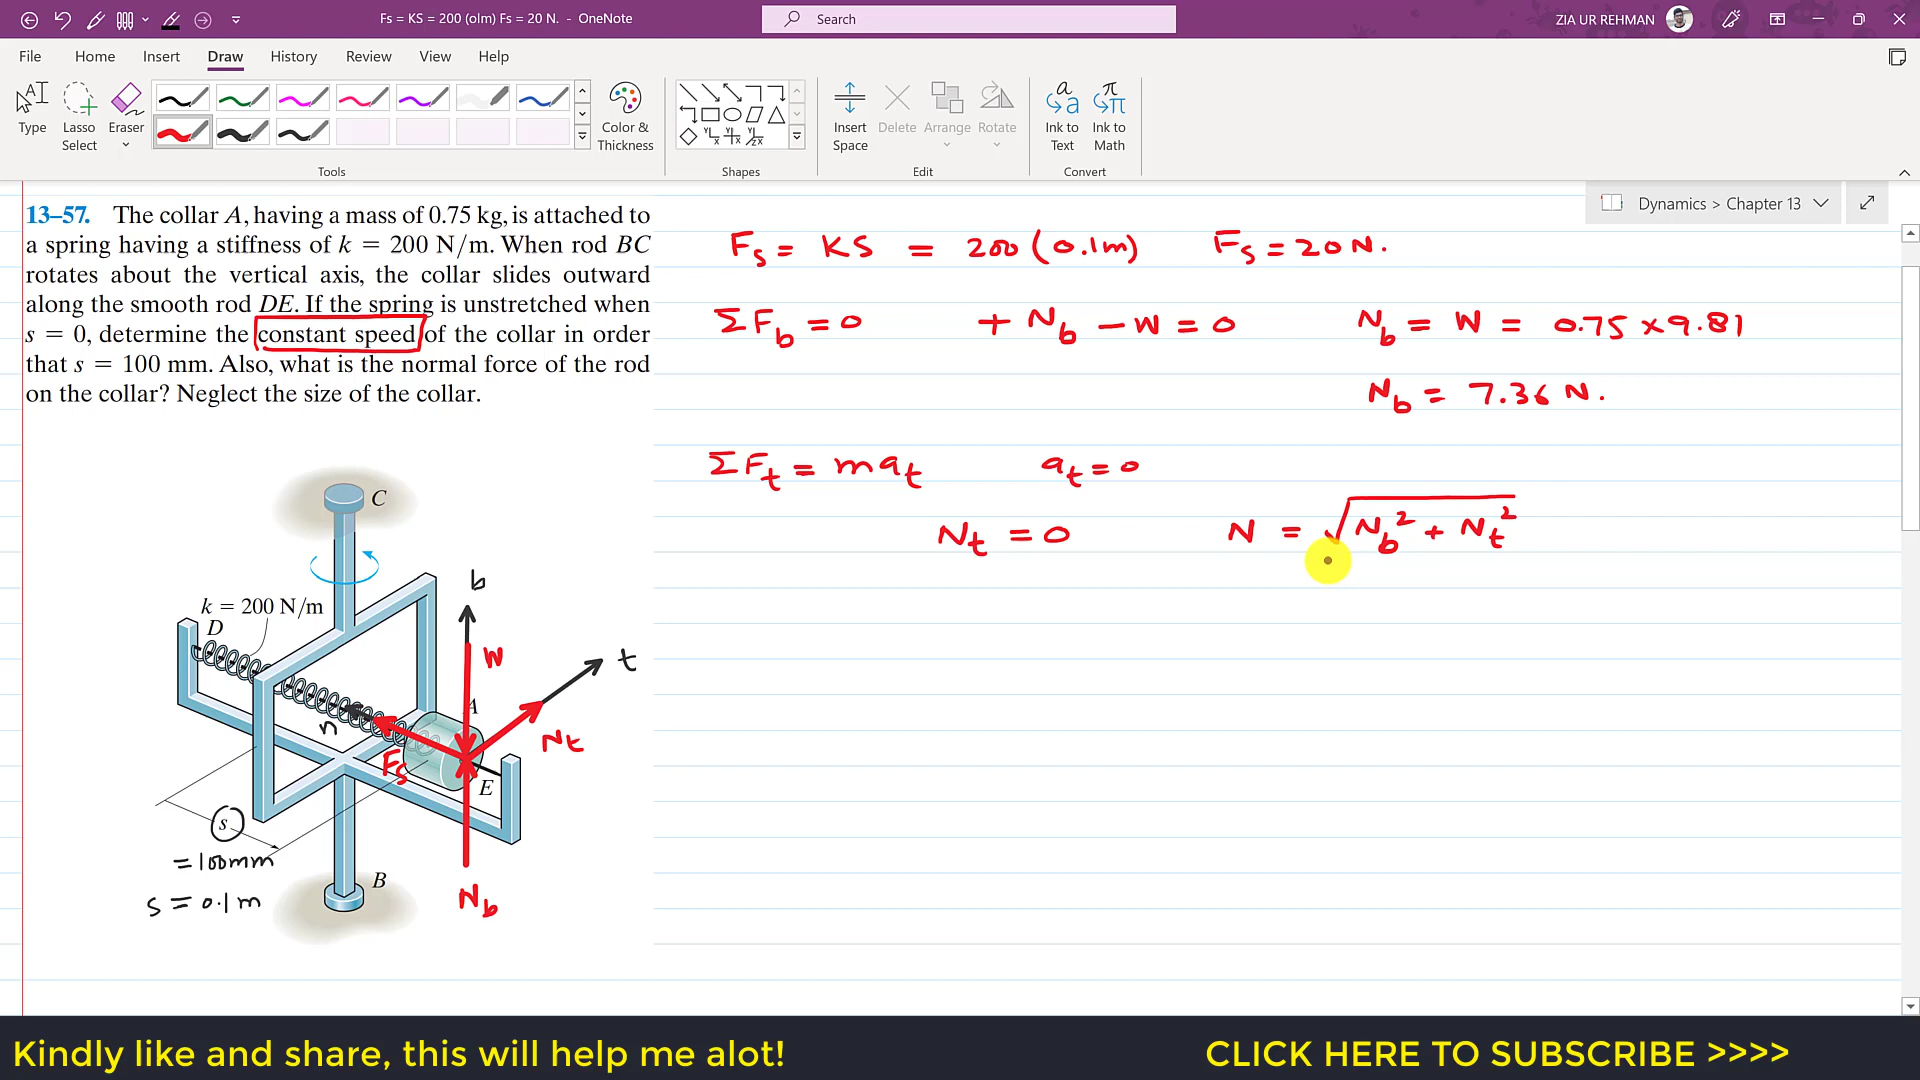 Fs = KS = 200 (olm) Fs = 20 N. - OneNote
Search
ZIA UR REHMAN
File Home Insert Draw History Review View Help
Type
Lasso Select
Eraser
Color & Thickness
Insert Space
Delete
Arrange
Rotate
Ink to Text
Ink to Math
Tools
Shapes
Edit
Convert
Dynamics > Chapter 13
13–57. The collar A, having a mass of 0.75 kg, is attached to
a spring having a stiffness of k = 200 N/m. When rod BC
rotates about the vertical axis, the collar slides outward
along the smooth rod DE. If the spring is unstretched when
s = 0, determine the constant speed of the collar in order
that s = 100 mm. Also, what is the normal force of the rod
on the collar? Neglect the size of the collar.
Fs = KS = 200 (0.1m) Fs = 20 N.
ΣFb = 0 + Nb − W = 0 Nb = W = 0.75 × 9.81
Nb = 7.36 N.
ΣFt = mat at = 0
Nt = 0 N = √Nb² + Nt²
C
b
k = 200 N/m
D
W
t
A
n
Nt
Fs
E
s
= 100mm
B
s = 0.1 m
Nb
Kindly like and share, this will help me alot!
CLICK HERE TO SUBSCRIBE >>>>